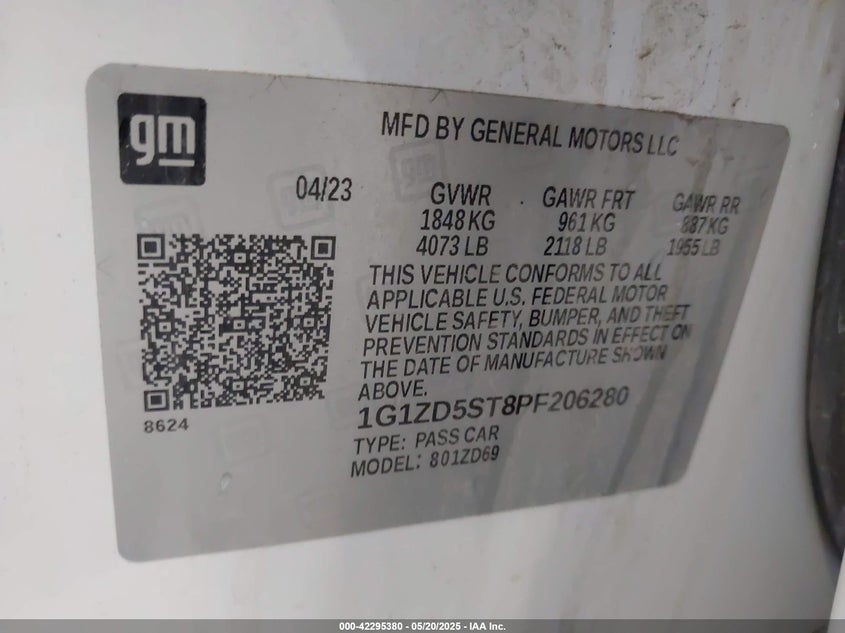 gm
MFD BY GENERAL MOTORS LLC
04/23 GVWR GAWR FRT GAWR RR
1848 KG 961 KG 887 KG
4073 LB 2118 LB 1955 LB
THIS VEHICLE CONFORMS TO ALL
APPLICABLE U.S. FEDERAL MOTOR
VEHICLE SAFETY, BUMPER, AND THEFT
PREVENTION STANDARDS IN EFFECT ON
THE DATE OF MANUFACTURE SHOWN
ABOVE.
8624
1G1ZD5ST8PF206280
TYPE: PASS CAR
MODEL: 801ZD69
000-42295380 - 05/20/2025 - IAA Inc.